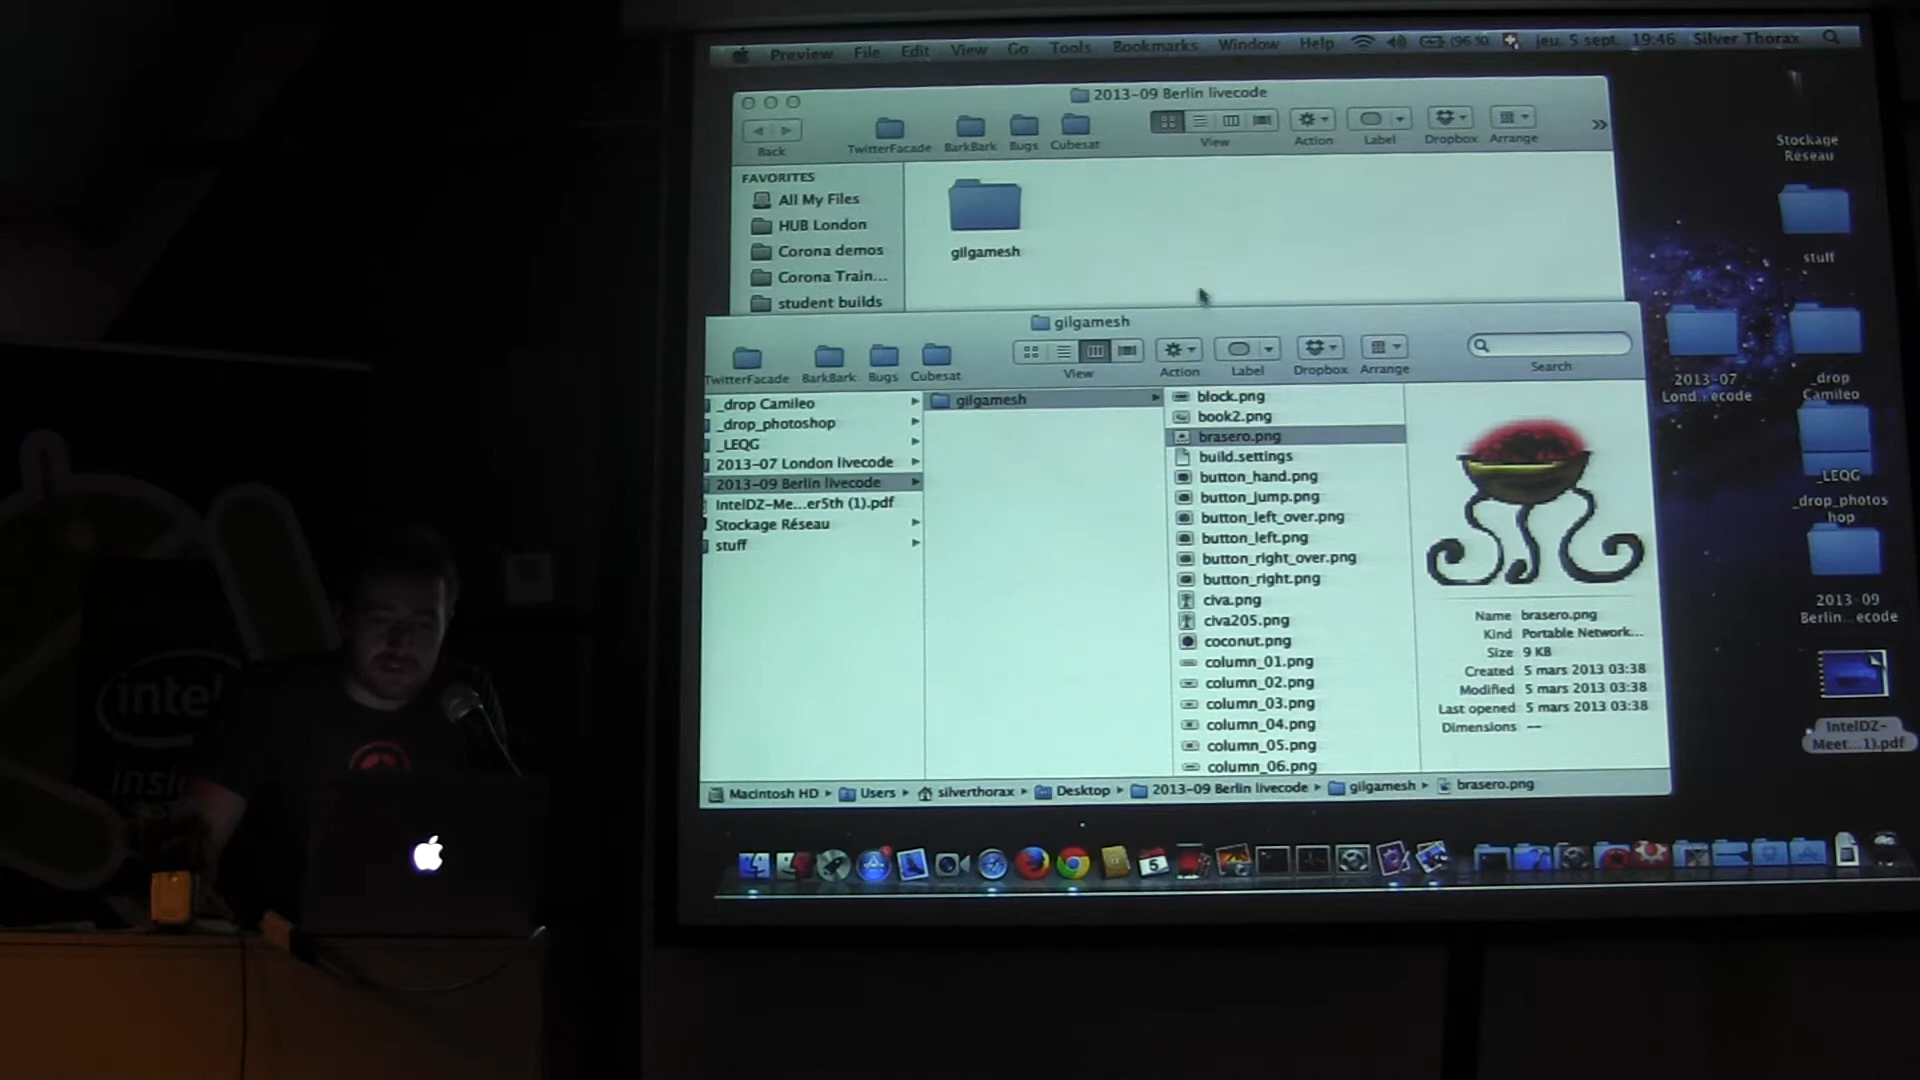 Preview File Edit View Go Tools Bookmarks Window Help (96 %) jeu. 5 sept. 19:46 Silver Thorax
2013-09 Berlin livecode
Back
TwitterFacade BarkBark Bugs Cubesat View Action Label Dropbox Arrange
FAVORITES
All My Files
HUB London
Corona demos
Corona Train...
student builds
gilgamesh
gilgamesh
TwitterFacade BarkBark Bugs Cubesat View Action Label Dropbox Arrange Search
_drop Camileo
_drop_photoshop
_LEQG
2013-07 London livecode
2013-09 Berlin livecode
IntelDZ-Me...er5th (1).pdf
Stockage Réseau
stuff
gilgamesh
block.png
book2.png
brasero.png
build.settings
button_hand.png
button_jump.png
button_left_over.png
button_left.png
button_right_over.png
button_right.png
civa.png
civa205.png
coconut.png
column_01.png
column_02.png
column_03.png
column_04.png
column_05.png
column_06.png
Name brasero.png
Kind Portable Network...
Size 9 KB
Created 5 mars 2013 03:38
Modified 5 mars 2013 03:38
Last opened 5 mars 2013 03:38
Dimensions —
Macintosh HD Users silverthorax Desktop 2013-09 Berlin livecode gilgamesh brasero.png
Stockage
Réseau
stuff
2013-07
Lond...ecode
_drop
Camileo
_LEQG
_drop_photos
hop
2013-09
Berlin...ecode
IntelDZ-
Meet...1).pdf
5
intel